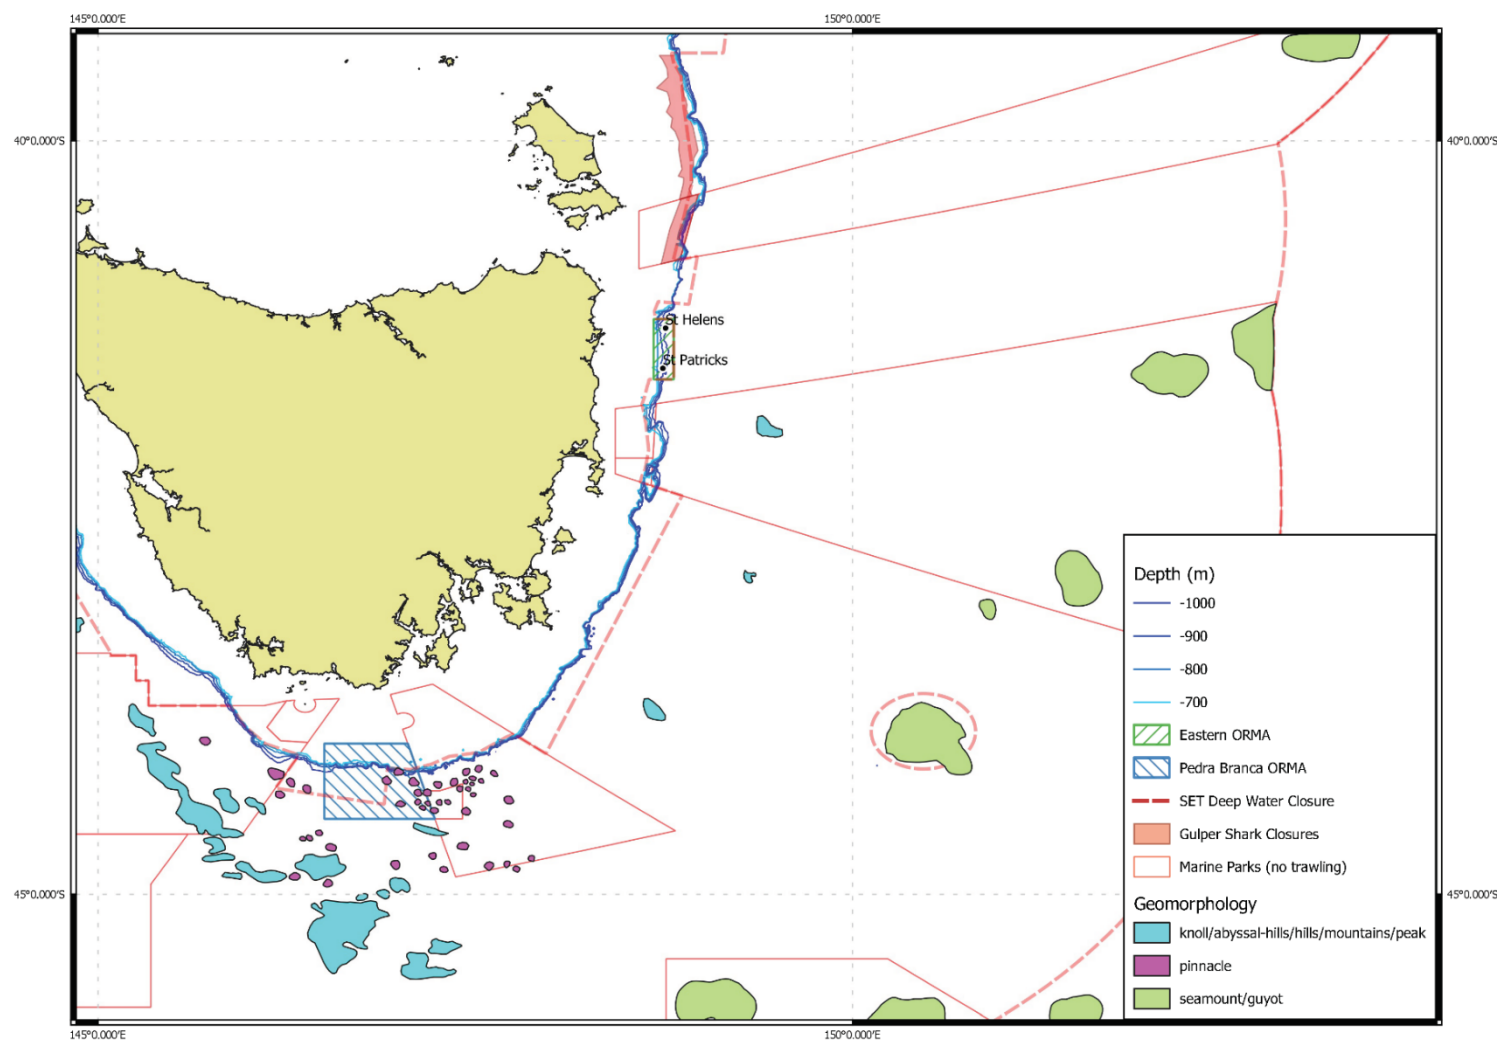 145°0.000'E
150°0.000'E
40°0.000'S
40°0.000'S
St Helens
St Patricks
Depth (m)
-1000
-900
-800
-700
Eastern ORMA
Pedra Branca ORMA
SET Deep Water Closure
Gulper Shark Closures
Marine Parks (no trawling)
45°0.000'S
45°0.000'S
Geomorphology
knoll/abyssal-hills/hills/mountains/peak
pinnacle
seamount/guyot
145°0.000'E
150°0.000'E